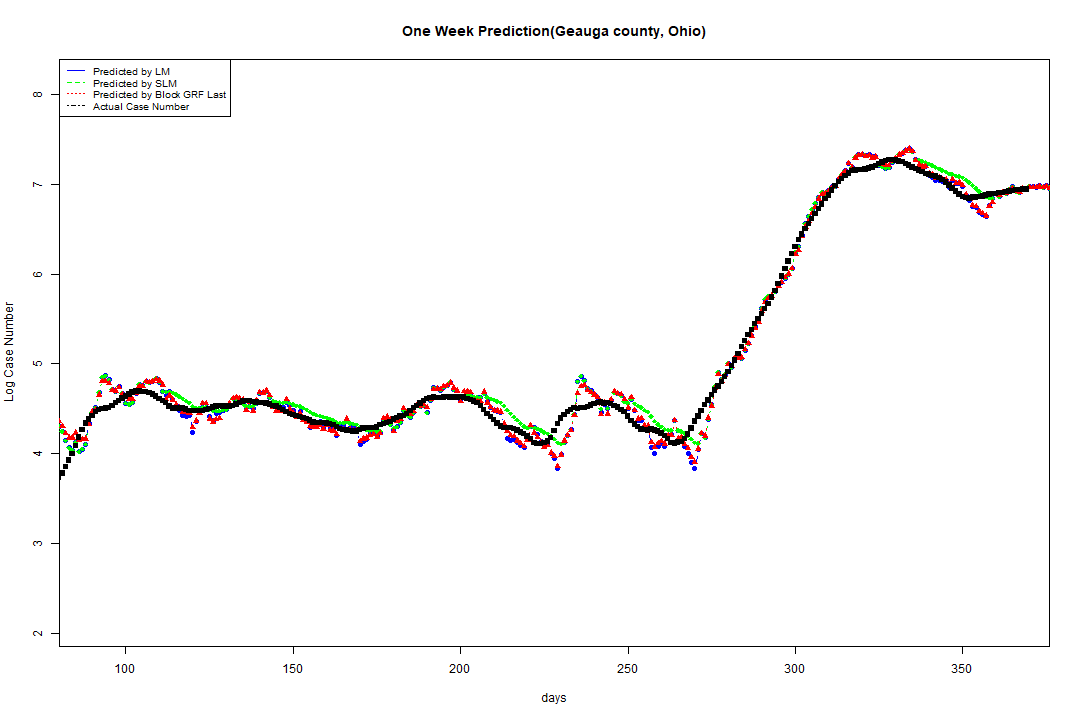 One Week Prediction(Geauga county, Ohio)
Predicted by LM
Predicted by SLM
Predicted by Block GRF Last
Actual Case Number
8
7
6
5
4
3
2
Log Case Number
100 150 200 250 300 350
days